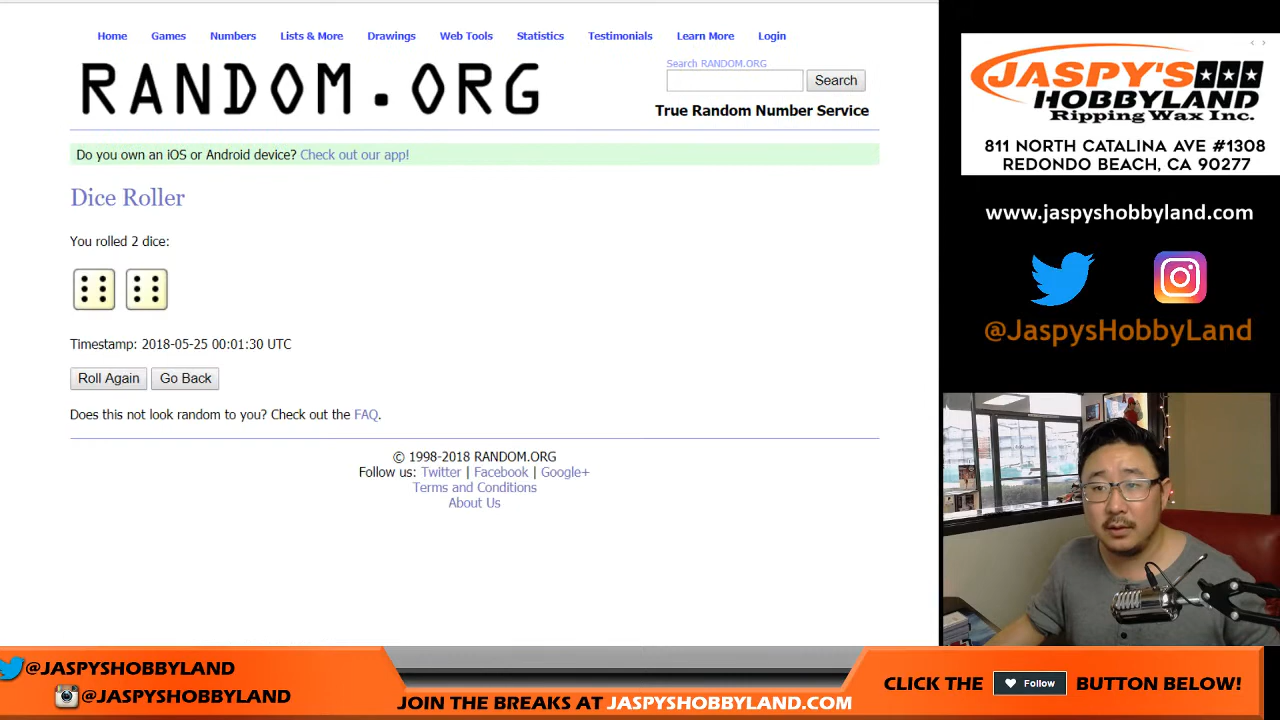 Home Games Numbers Lists & More Drawings Web Tools Statistics Testimonials Learn More Login
RANDOM.ORG
Search RANDOM.ORG
Search
True Random Number Service
Do you own an iOS or Android device? Check out our app!
Dice Roller
You rolled 2 dice:
Timestamp: 2018-05-25 00:01:30 UTC
Roll Again Go Back
Does this not look random to you? Check out the FAQ.
© 1998-2018 RANDOM.ORG
Follow us: Twitter | Facebook | Google+
Terms and Conditions
About Us
JASPY'S
HOBBYLAND
Ripping Wax Inc.
811 NORTH CATALINA AVE #1308
REDONDO BEACH, CA 90277
www.jaspyshobbyland.com
@JaspysHobbyLand
@JASPYSHOBBYLAND
@JASPYSHOBBYLAND
JOIN THE BREAKS AT JASPYSHOBBYLAND.COM
CLICK THE Follow BUTTON BELOW!